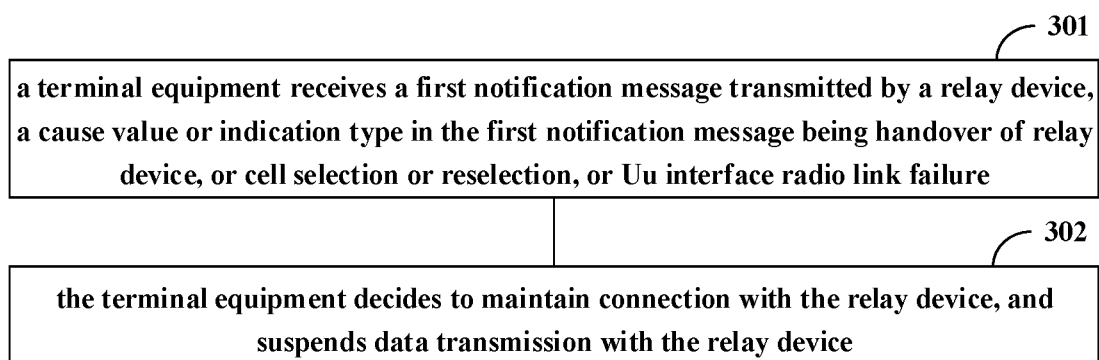 301
a terminal equipment receives a first notification message transmitted by a relay device,
a cause value or indication type in the first notification message being handover of relay
device, or cell selection or reselection, or Uu interface radio link failure
302
the terminal equipment decides to maintain connection with the relay device, and
suspends data transmission with the relay device